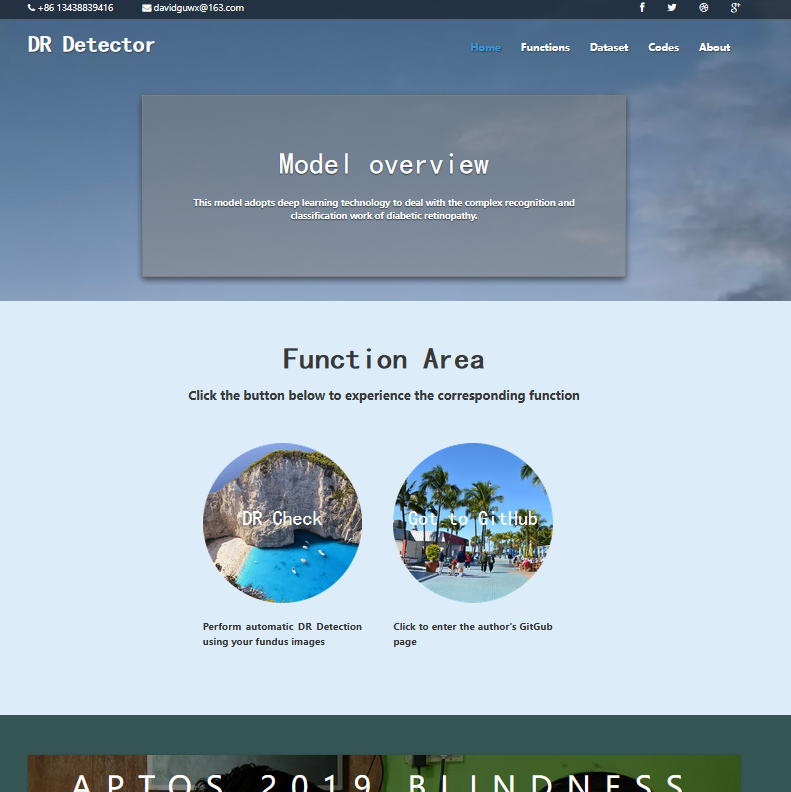 +86 13438839416 davidguwx@163.com
DR Detector
Home Functions Dataset Codes About
Model overview
This model adopts deep learning technology to deal with the complex recognition and
classification work of diabetic retinopathy.
Function Area
Click the button below to experience the corresponding function
DR Check
Got to GitHub
Perform automatic DR Detection
using your fundus images
Click to enter the author's GitGub
page
APTOS 2019 BLINDNESS